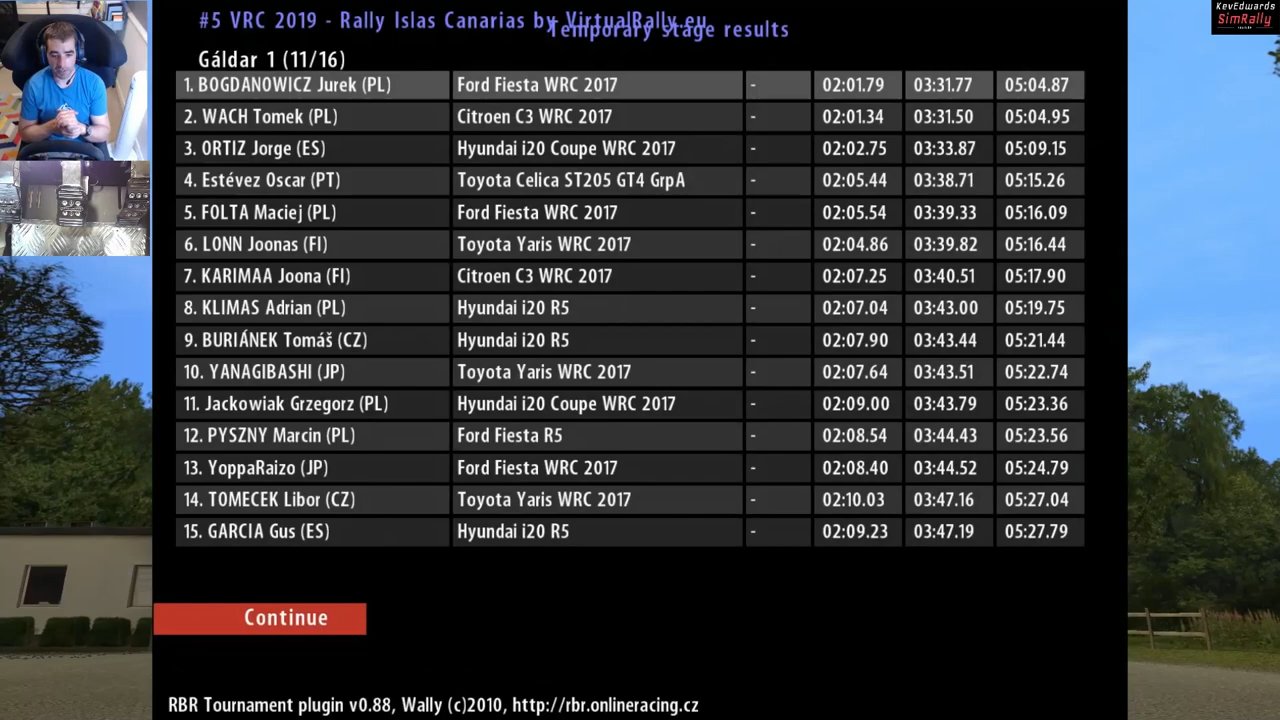 #5 VRC 2019 - Rally Islas Canarias by VirtualRally.eu
Temporary stage results
KevEdwards
SimRally
Gáldar 1 (11/16)
1. BOGDANOWICZ Jurek (PL) Ford Fiesta WRC 2017 - 02:01.79 03:31.77 05:04.87
2. WACH Tomek (PL) Citroen C3 WRC 2017 - 02:01.34 03:31.50 05:04.95
3. ORTIZ Jorge (ES) Hyundai i20 Coupe WRC 2017 - 02:02.75 03:33.87 05:09.15
4. Estévez Oscar (PT) Toyota Celica ST205 GT4 GrpA - 02:05.44 03:38.71 05:15.26
5. FOLTA Maciej (PL) Ford Fiesta WRC 2017 - 02:05.54 03:39.33 05:16.09
6. LONN Joonas (FI) Toyota Yaris WRC 2017 - 02:04.86 03:39.82 05:16.44
7. KARIMAA Joona (FI) Citroen C3 WRC 2017 - 02:07.25 03:40.51 05:17.90
8. KLIMAS Adrian (PL) Hyundai i20 R5 - 02:07.04 03:43.00 05:19.75
9. BURIÁNEK Tomáš (CZ) Hyundai i20 R5 - 02:07.90 03:43.44 05:21.44
10. YANAGIBASHI (JP) Toyota Yaris WRC 2017 - 02:07.64 03:43.51 05:22.74
11. Jackowiak Grzegorz (PL) Hyundai i20 Coupe WRC 2017 - 02:09.00 03:43.79 05:23.36
12. PYSZNY Marcin (PL) Ford Fiesta R5 - 02:08.54 03:44.43 05:23.56
13. YoppaRaizo (JP) Ford Fiesta WRC 2017 - 02:08.40 03:44.52 05:24.79
14. TOMECEK Libor (CZ) Toyota Yaris WRC 2017 - 02:10.03 03:47.16 05:27.04
15. GARCIA Gus (ES) Hyundai i20 R5 - 02:09.23 03:47.19 05:27.79
Continue
RBR Tournament plugin v0.88, Wally (c)2010, http://rbr.onlineracing.cz